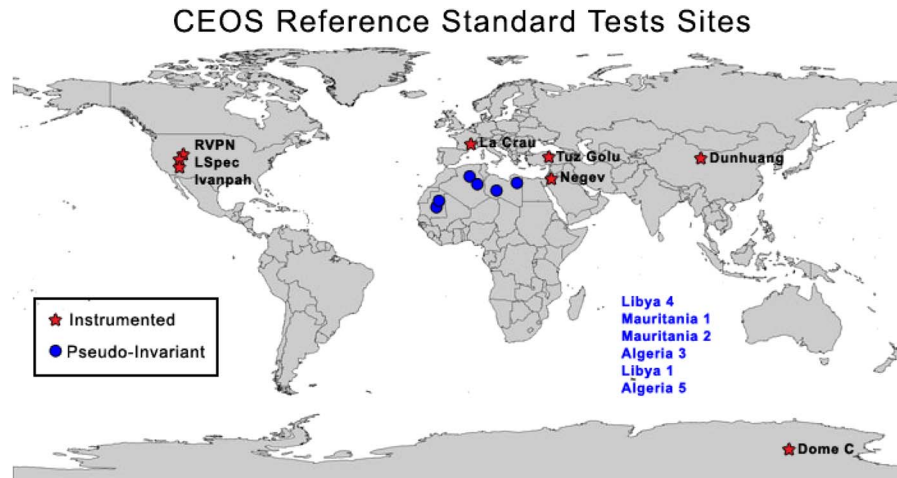 CEOS Reference Standard Tests Sites
RVPN
LSpec
Ivanpah
La Crau
Tuz Golu
Negev
Dunhuang
Instrumented
Pseudo-Invariant
Libya 4
Mauritania 1
Mauritania 2
Algeria 3
Libya 1
Algeria 5
Dome C